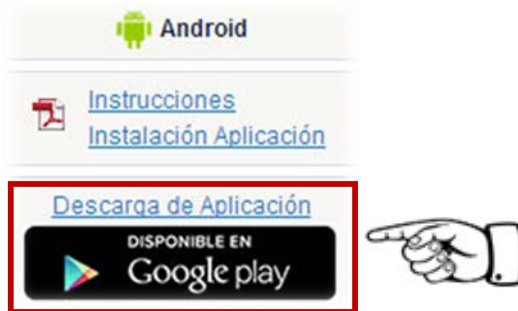 Android
Instrucciones
Instalación Aplicación
Descarga de Aplicación
DISPONIBLE EN
Google play